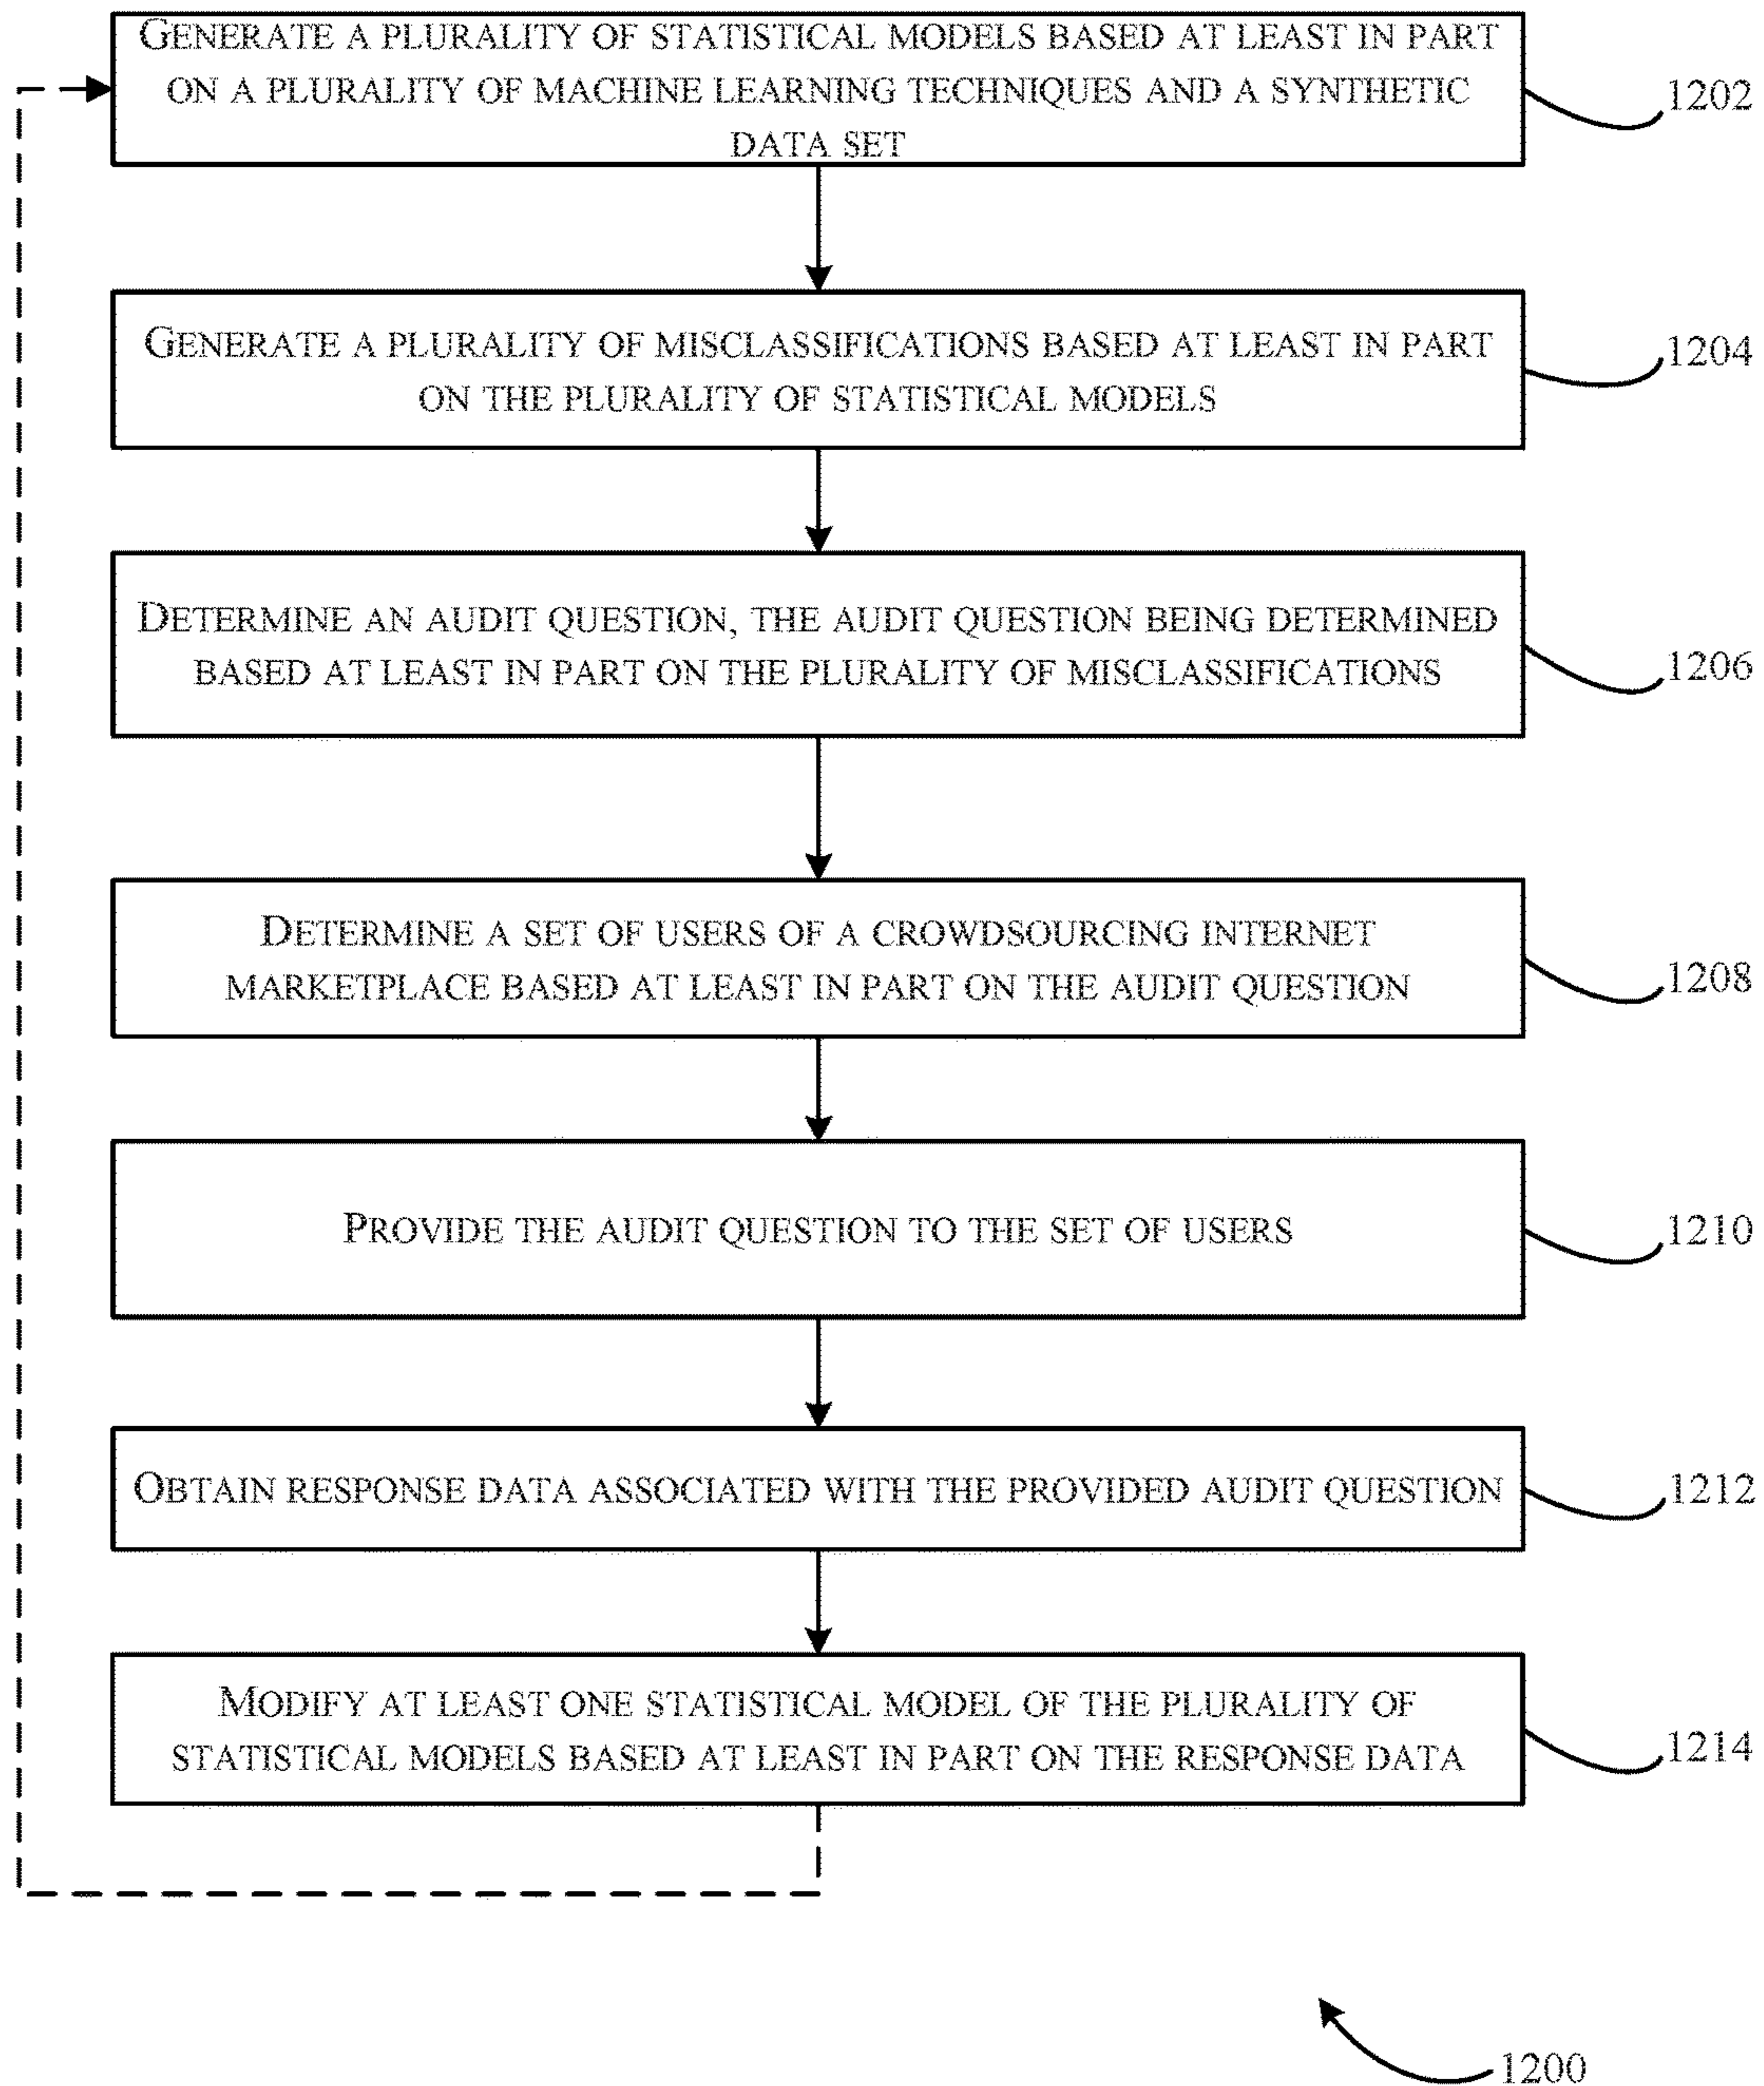 GENERATE A PLURALITY OF STATISTICAL MODELS BASED AT LEAST IN PART
ON A PLURALITY OF MACHINE LEARNING TECHNIQUES AND A SYNTHETIC
DATA SET
1202
GENERATE A PLURALITY OF MISCLASSIFICATIONS BASED AT LEAST IN PART
ON THE PLURALITY OF STATISTICAL MODELS
1204
DETERMINE AN AUDIT QUESTION, THE AUDIT QUESTION BEING DETERMINED
BASED AT LEAST IN PART ON THE PLURALITY OF MISCLASSIFICATIONS
1206
DETERMINE A SET OF USERS OF A CROWDSOURCING INTERNET
MARKETPLACE BASED AT LEAST IN PART ON THE AUDIT QUESTION
1208
PROVIDE THE AUDIT QUESTION TO THE SET OF USERS
1210
OBTAIN RESPONSE DATA ASSOCIATED WITH THE PROVIDED AUDIT QUESTION
1212
MODIFY AT LEAST ONE STATISTICAL MODEL OF THE PLURALITY OF
STATISTICAL MODELS BASED AT LEAST IN PART ON THE RESPONSE DATA
1214
1200